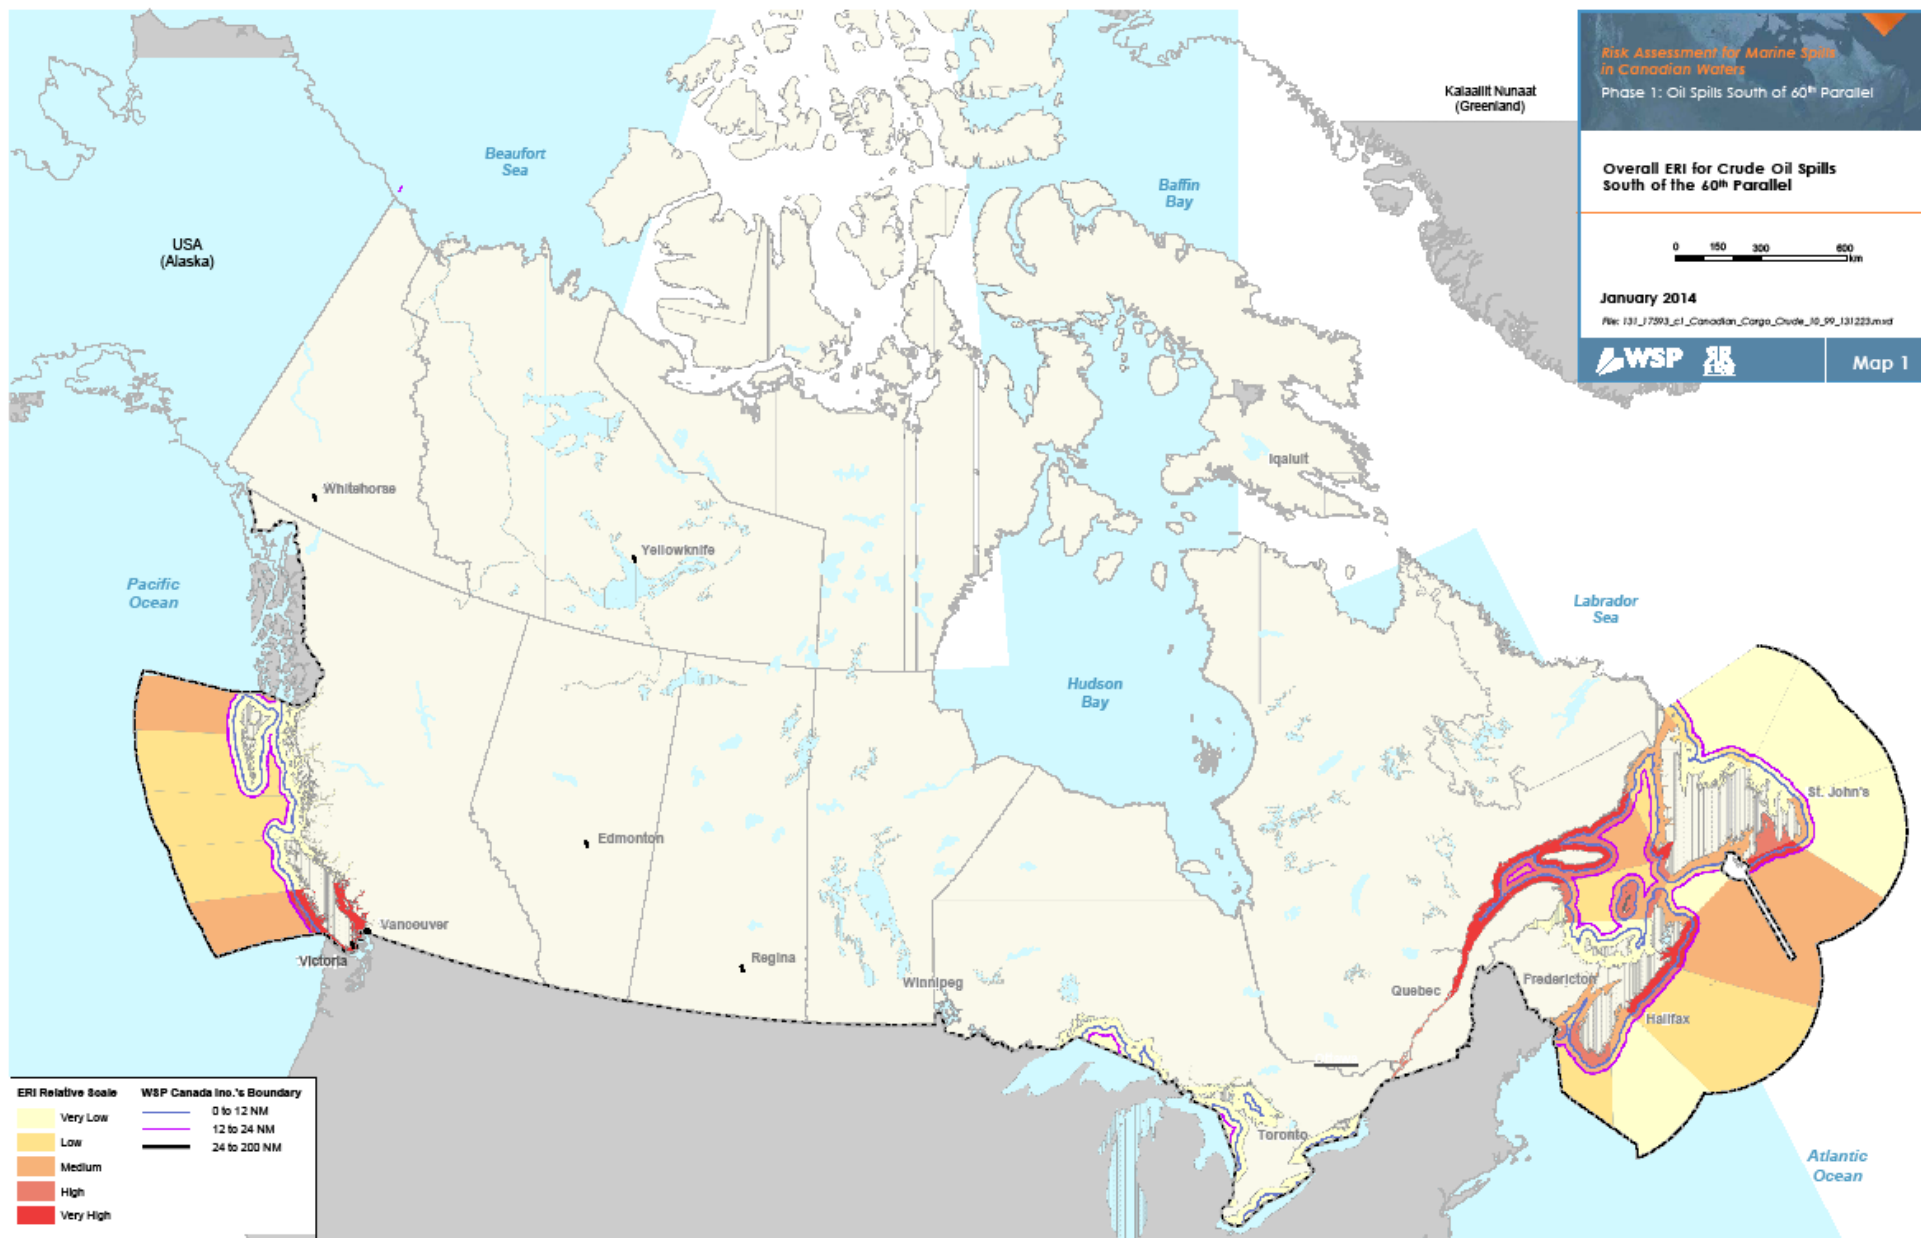 Risk Assessment for Marine Spills
in Canadian Waters
Phase 1: Oil Spills South of 60th Parallel
Overall ERI for Crude Oil Spills
South of the 60th Parallel
0 150 300 600
km
January 2014
File: 131_17593_c1_Canadian_Cargo_Crude_10_99_131223.mxd
WSP
Map 1
Kalaallit Nunaat
(Greenland)
Beaufort
Sea
Baffin
Bay
USA
(Alaska)
Iqaluit
Whitehorse
Yellowknife
Pacific
Ocean
Labrador
Sea
Hudson
Bay
St. John's
Edmonton
Vancouver
Victoria
Regina
Winnipeg
Quebec
Fredericton
Halifax
Toronto
Atlantic
Ocean
ERI Relative Scale
Very Low
Low
Medium
High
Very High
WSP Canada Inc.'s Boundary
0 to 12 NM
12 to 24 NM
24 to 200 NM